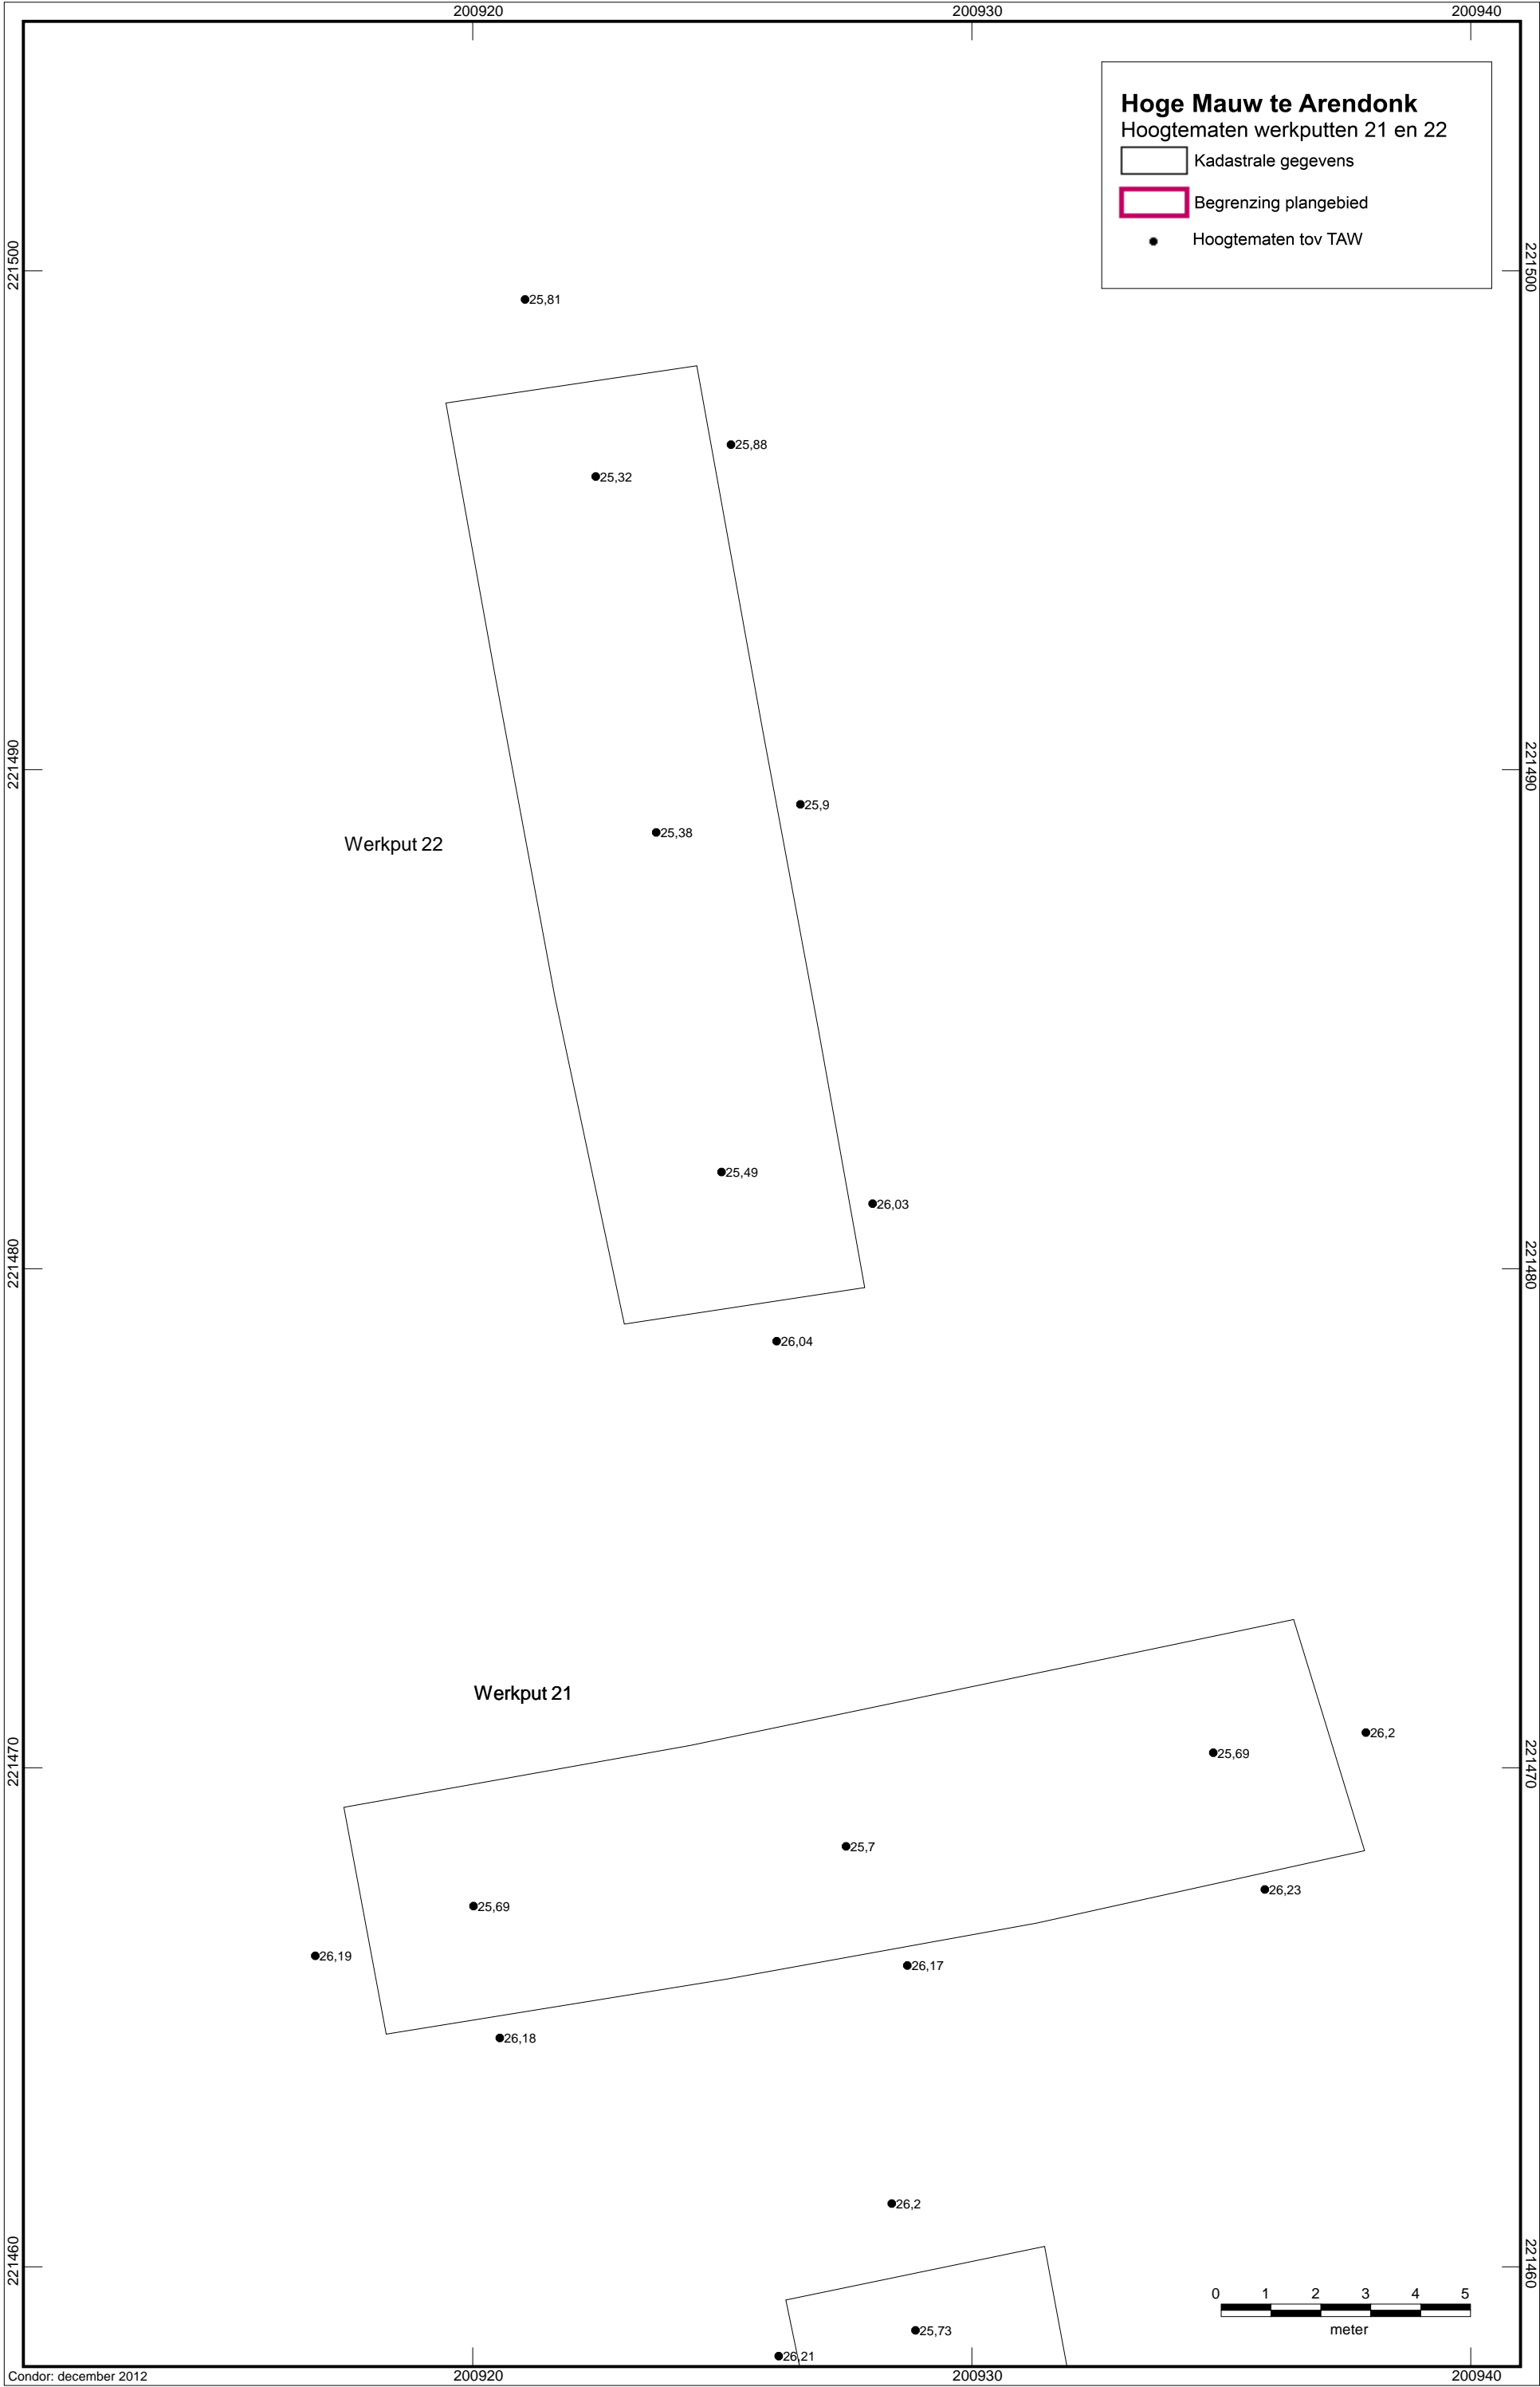 200920 200930 200940
Hoge Mauw te Arendonk
Hoogtematen werkputten 21 en 22
Kadastrale gegevens
Begrenzing plangebied
Hoogtematen tov TAW
221500 221500
25,81
25,88
25,32
221490 221490
25,9
25,38
Werkput 22
25,49
26,03
221480 221480
26,04
Werkput 21
26,2
25,69
221470 221470
25,7
26,23
25,69
26,19
26,17
26,18
26,2
221460 221460
0 1 2 3 4 5
meter
25,73
26,21
Condor: december 2012
200920 200930 200940